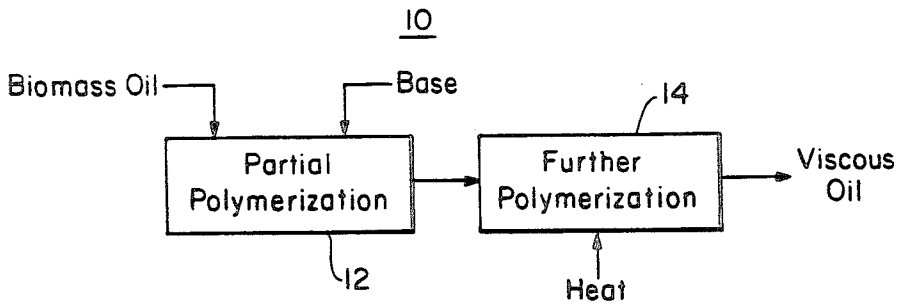 10
Biomass Oil
Base
14
Partial
Polymerization
Further
Polymerization
Viscous
Oil
12
Heat